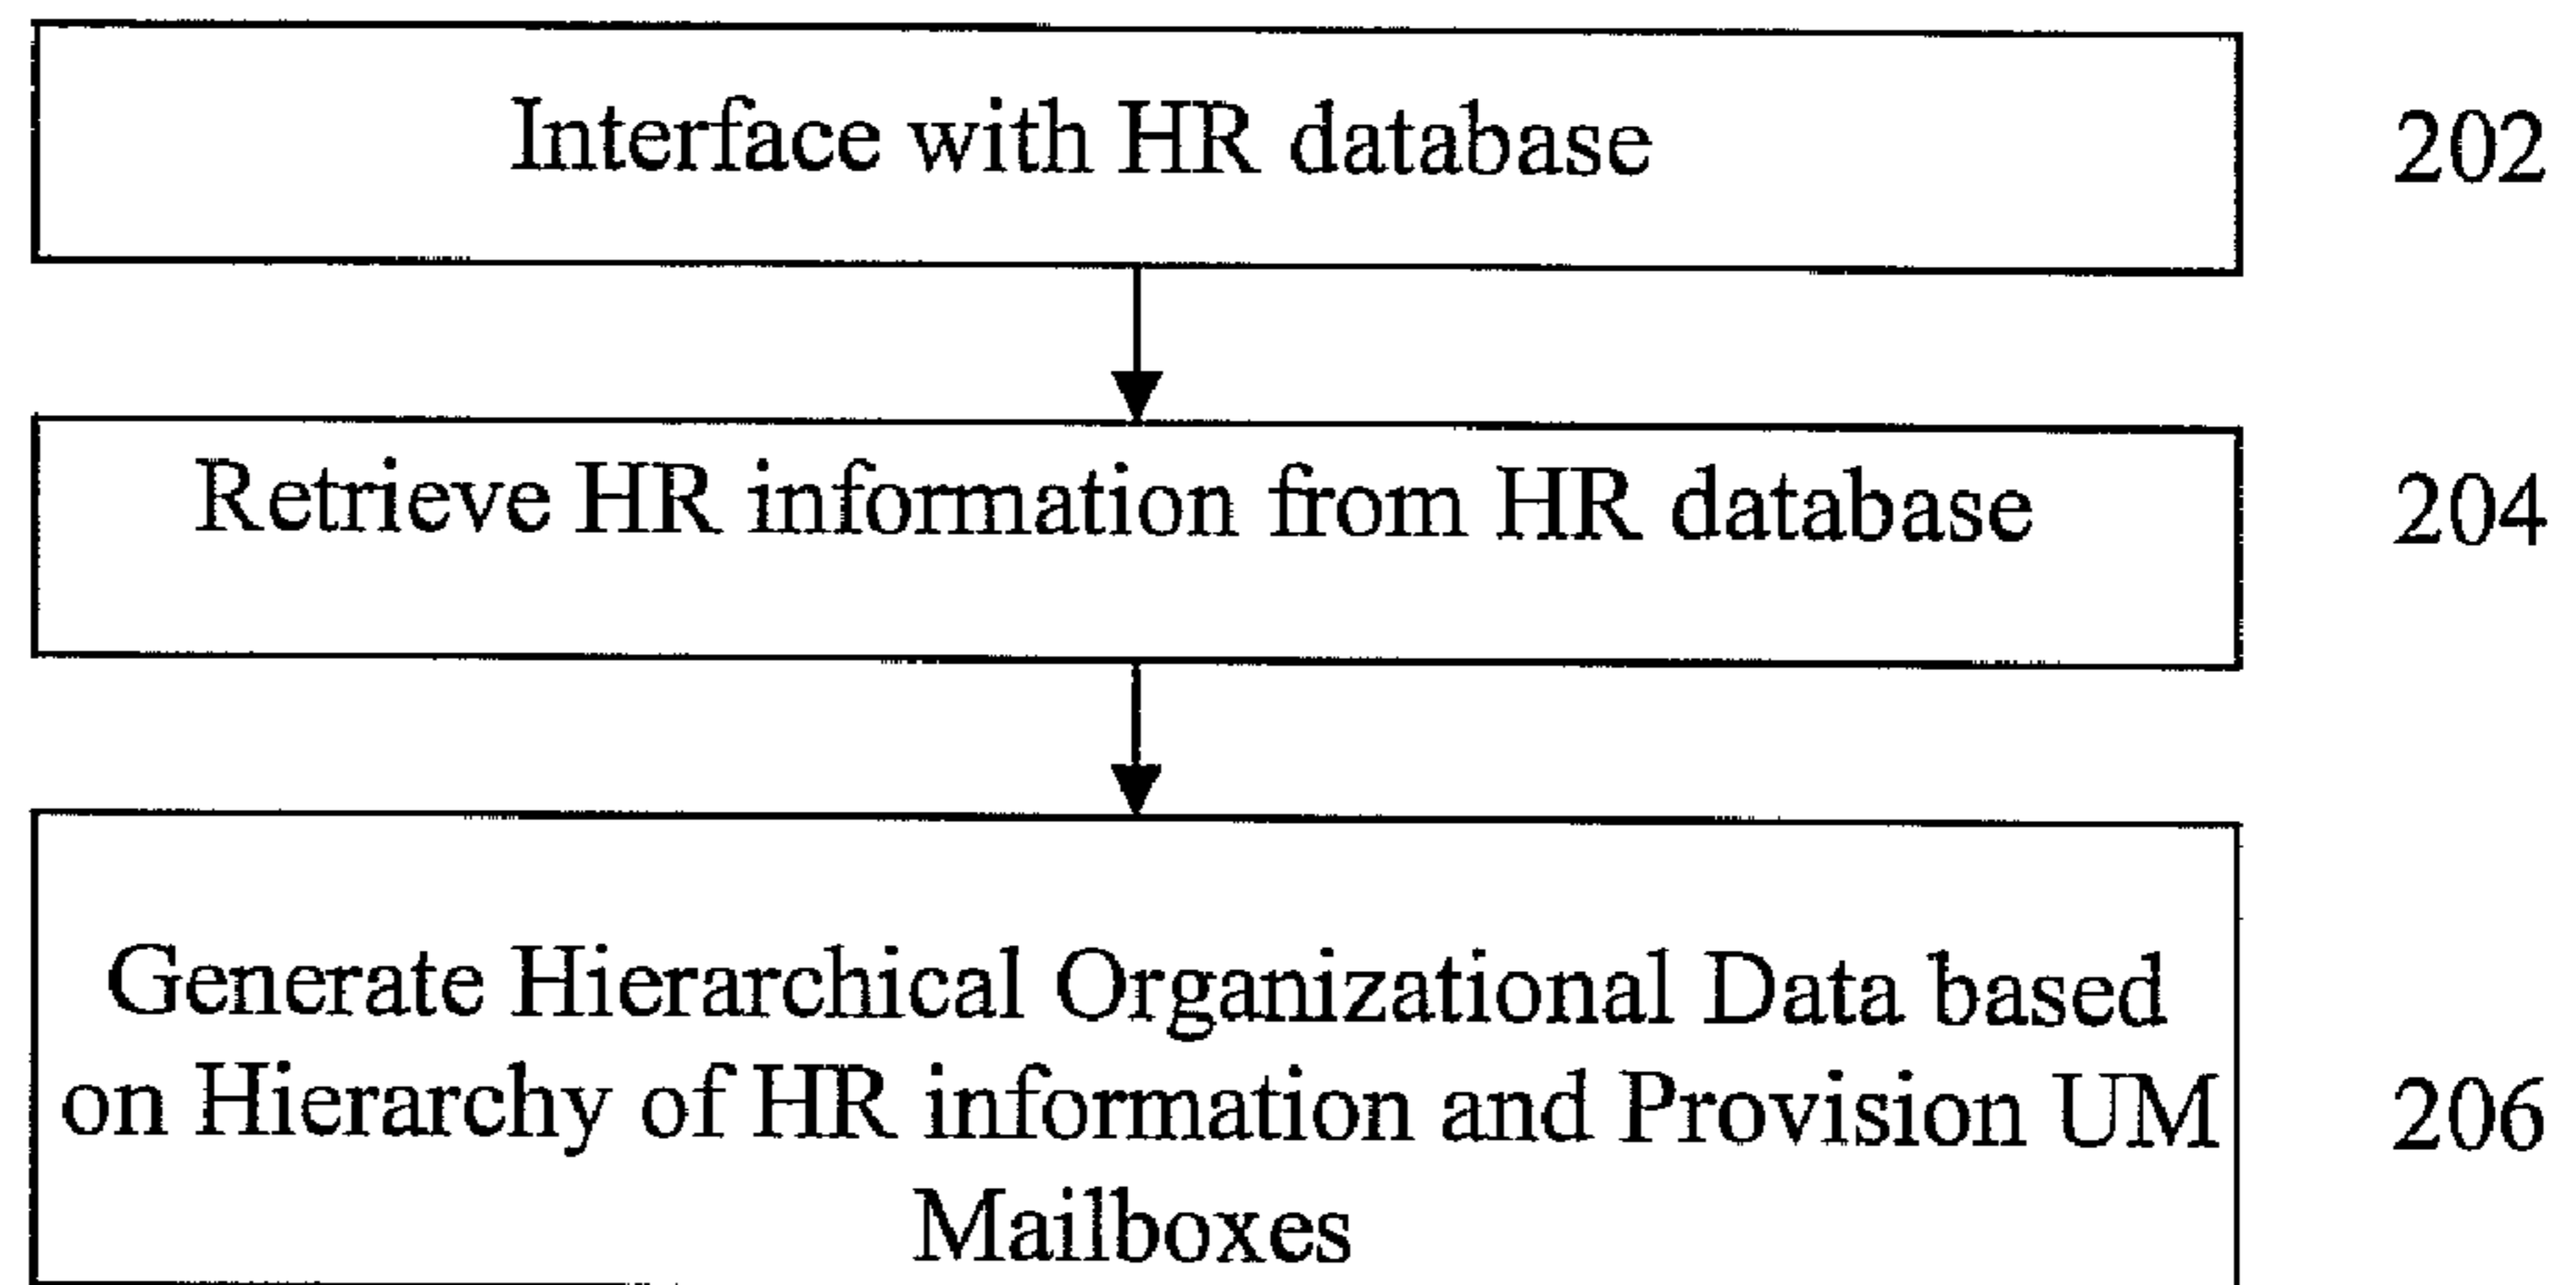 Interface with HR database
202
Retrieve HR information from HR database
204
Generate Hierarchical Organizational Data based
on Hierarchy of HR information and Provision UM
206
Mailboxes